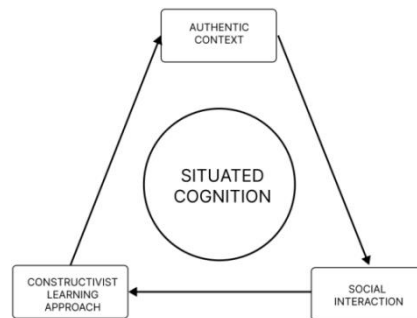 AUTHENTIC
CONTEXT
SITUATED
COGNITION
CONSTRUCTIVIST
LEARNING
APPROACH
SOCIAL
INTERACTION